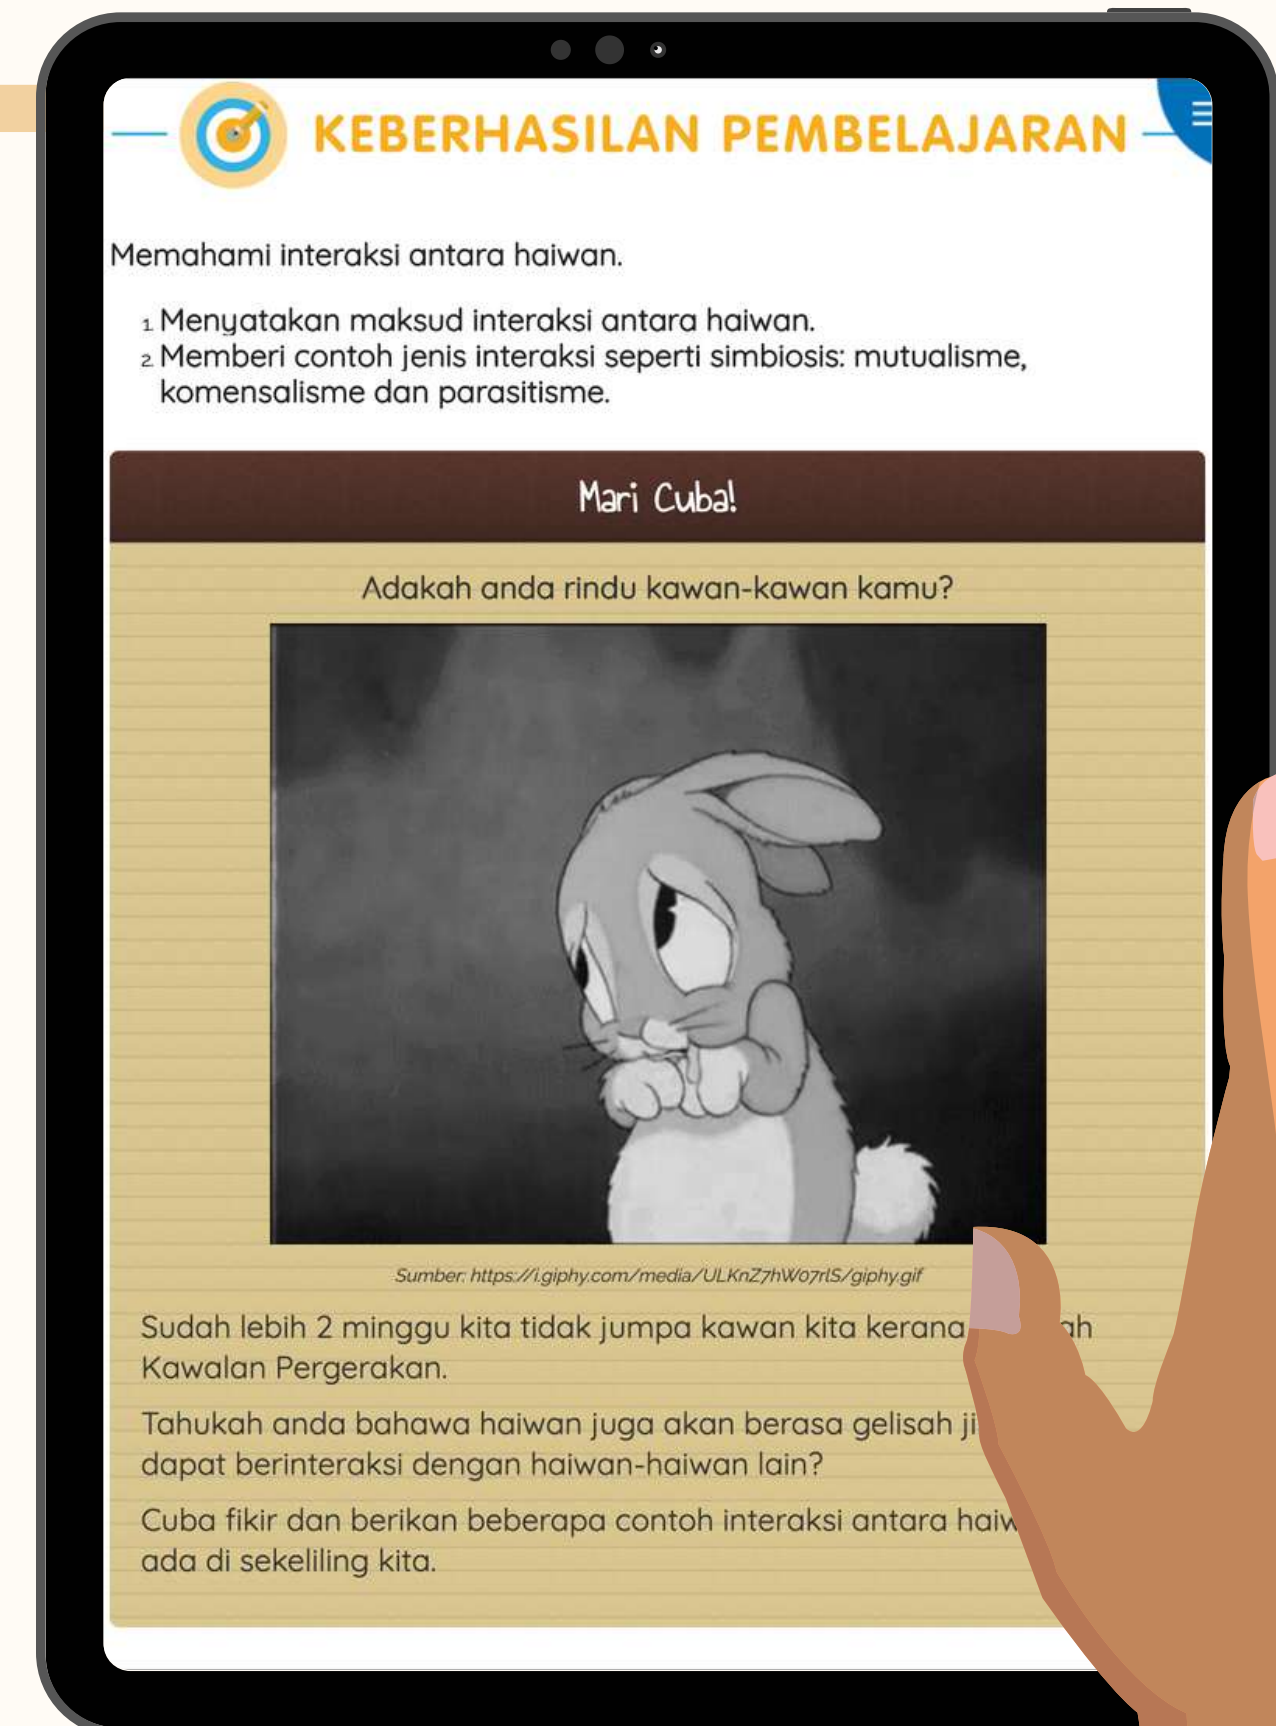 KEBERHASILAN PEMBELAJARAN
Memahami interaksi antara haiwan.
1. Menyatakan maksud interaksi antara haiwan.
2. Memberi contoh jenis interaksi seperti simbiosis: mutualisme,
komensalisme dan parasitisme.
Mari Cuba!
Adakah anda rindu kawan-kawan kamu?
Sumber: https://i.giphy.com/media/ULKnZ7hWo7rlS/giphy.gif
Sudah lebih 2 minggu kita tidak jumpa kawan kita kerana
Kawalan Pergerakan.
Tahukah anda bahawa haiwan juga akan berasa gelisah
dapat berinteraksi dengan haiwan-haiwan lain?
Cuba fikir dan berikan beberapa contoh interaksi antara
ada di sekeliling kita.